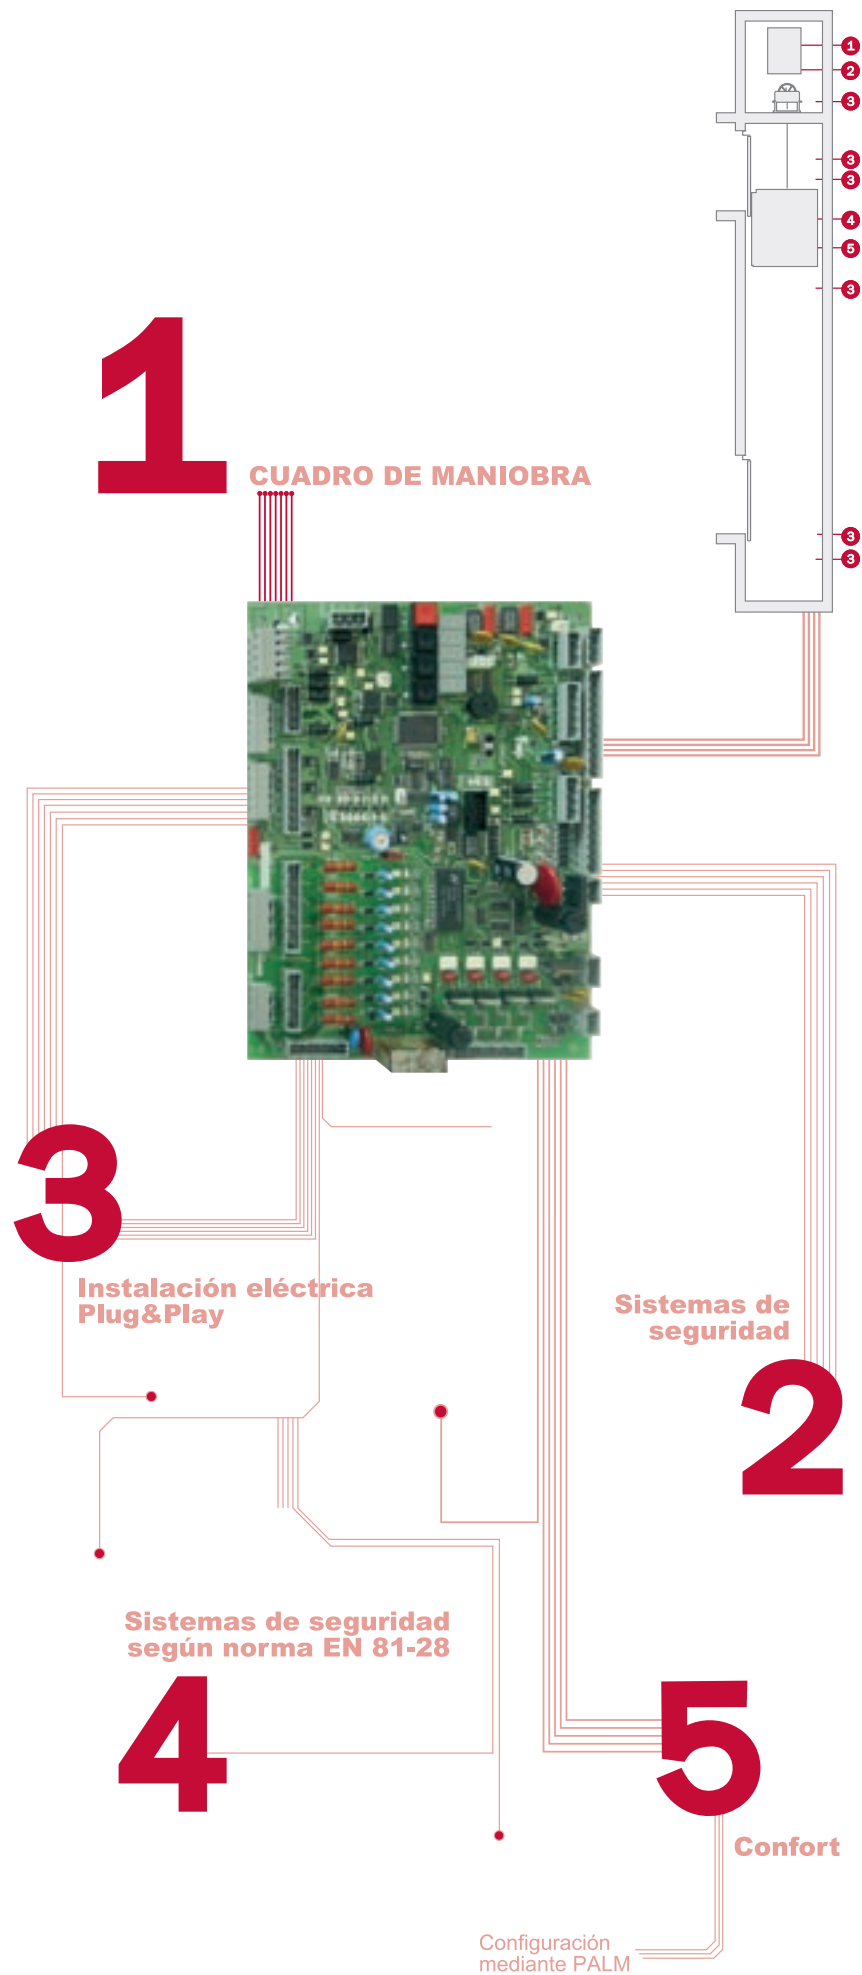 1
2
3
3
3
4
5
3
3
3
1
CUADRO DE MANIOBRA
3
Instalación eléctrica
Plug&Play
Sistemas de
seguridad
2
Sistemas de seguridad
según norma EN 81-28
4
5
Confort
Configuración
mediante PALM